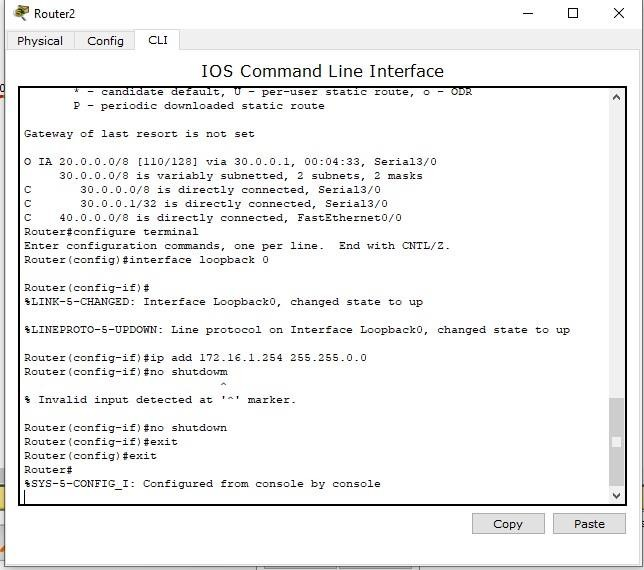 Router2
Physical Config CLI
IOS Command Line Interface
* - candidate default, U - per-user static route, o - ODR
P - periodic downloaded static route
Gateway of last resort is not set
O IA 20.0.0.0/8 [110/128] via 30.0.0.1, 00:04:33, Serial3/0
30.0.0.0/8 is variably subnetted, 2 subnets, 2 masks
C 30.0.0.0/8 is directly connected, Serial3/0
C 30.0.0.1/32 is directly connected, Serial3/0
C 40.0.0.0/8 is directly connected, FastEthernet0/0
Router#configure terminal
Enter configuration commands, one per line. End with CNTL/Z.
Router(config)#interface loopback 0
Router(config-if)#
%LINK-5-CHANGED: Interface Loopback0, changed state to up
%LINEPROTO-5-UPDOWN: Line protocol on Interface Loopback0, changed state to up
Router(config-if)#ip add 172.16.1.254 255.255.0.0
Router(config-if)#no shutdowm
^
% Invalid input detected at '^' marker.
Router(config-if)#no shutdown
Router(config-if)#exit
Router(config)#exit
Router#
%SYS-5-CONFIG_I: Configured from console by console
Copy Paste